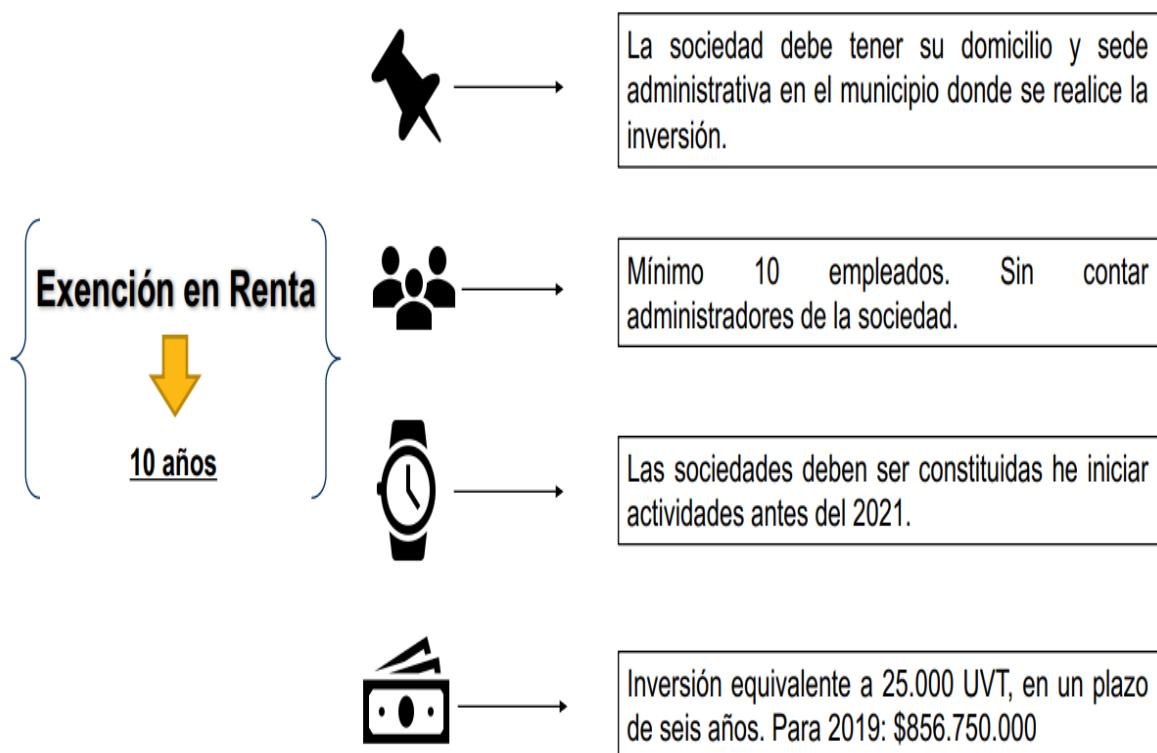 Exención en Renta
10 años
La sociedad debe tener su domicilio y sede
administrativa en el municipio donde se realice la
inversión.
Mínimo 10 empleados. Sin contar
administradores de la sociedad.
Las sociedades deben ser constituidas he iniciar
actividades antes del 2021.
Inversión equivalente a 25.000 UVT, en un plazo
de seis años. Para 2019: $856.750.000